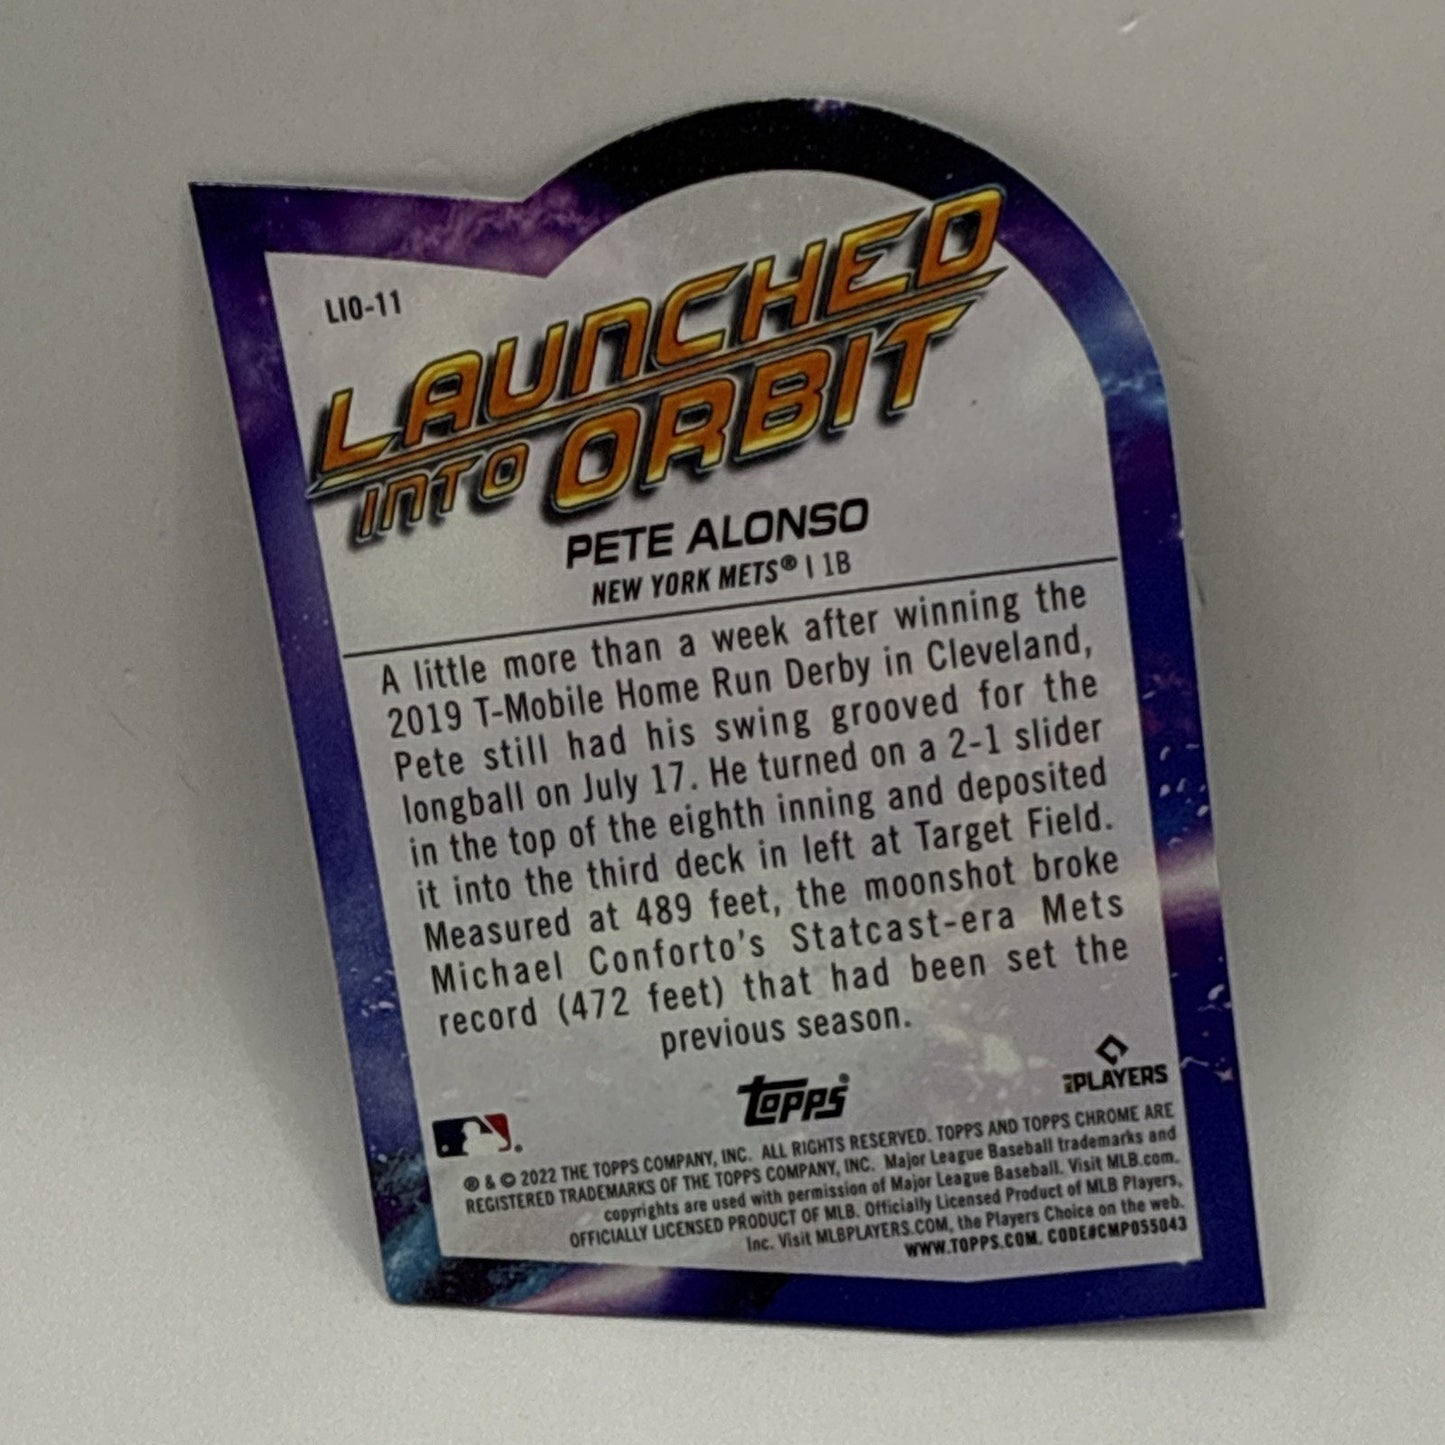 LIO-11
LAUNCHED
INTO ORBIT
PETE ALONSO
NEW YORK METS® | 1B
A little more than a week after winning the
2019 T-Mobile Home Run Derby in Cleveland,
Pete still had his swing grooved for the
longball on July 17. He turned on a 2-1 slider
in the top of the eighth inning and deposited
it into the third deck in left at Target Field.
Measured at 489 feet, the moonshot broke
Michael Conforto's Statcast-era Mets
record (472 feet) that had been set the
previous season.
Topps®
PLAYERS
® & © 2022 THE TOPPS COMPANY, INC. ALL RIGHTS RESERVED. TOPPS AND TOPPS CHROME ARE
REGISTERED TRADEMARKS OF THE TOPPS COMPANY, INC. Major League Baseball trademarks and
copyrights are used with permission of Major League Baseball. Visit MLB.com.
OFFICIALLY LICENSED PRODUCT OF MLB. Officially Licensed Product of MLB Players,
Inc. Visit MLBPLAYERS.COM, the Players Choice on the web.
WWW.TOPPS.COM. CODE#CMP055043